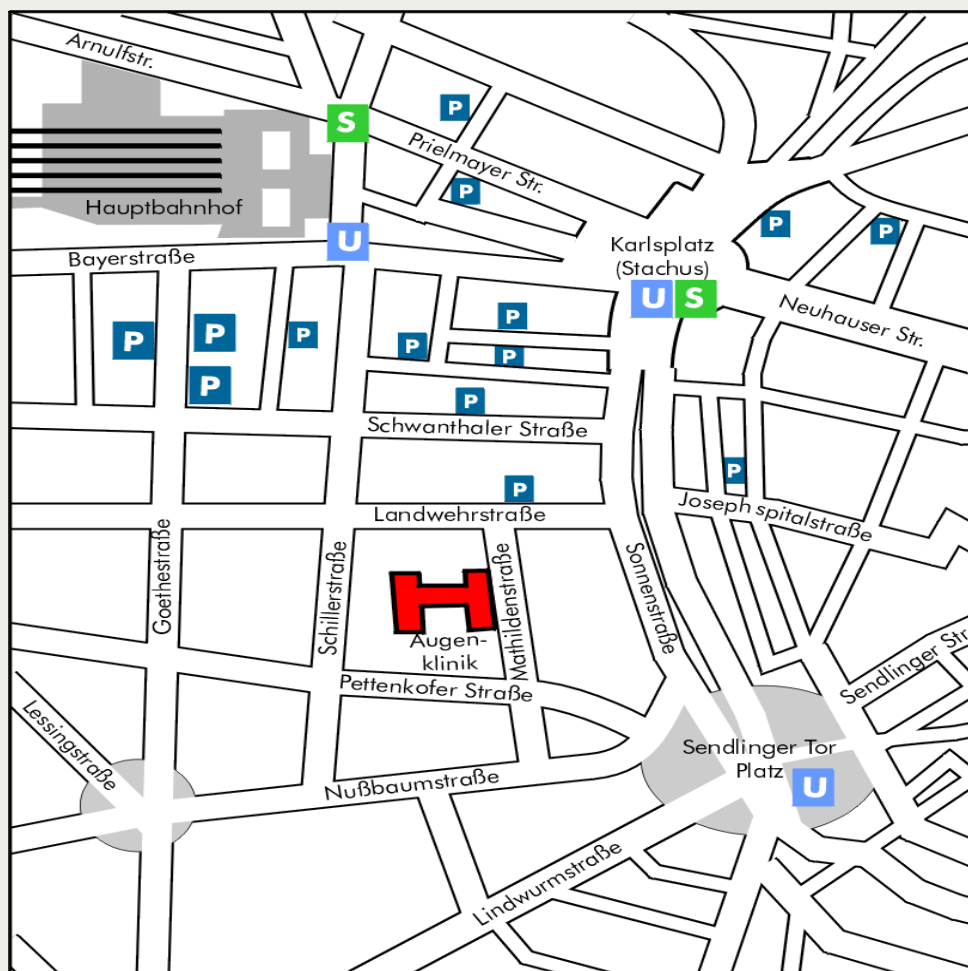 Arnulfstr.
P
S
Prielmayer Str.
P
Hauptbahnhof
P
P
U
Karlsplatz
(Stachus)
Bayerstraße
U S
Neuhauser Str.
P
P
P
P
P
P
P
P
Schwanthaler Straße
P
P
Landwehrstraße
Joseph spitalstraße
Goethestraße
Schillerstraße
Mathildenstraße
Sonnenstraße
Augen-
klinik
Sendlinger Str.
Pettenkofer Straße
Lessingstraße
Sendlinger Tor
Platz
U
Nußbaumstraße
Lindwurmstraße